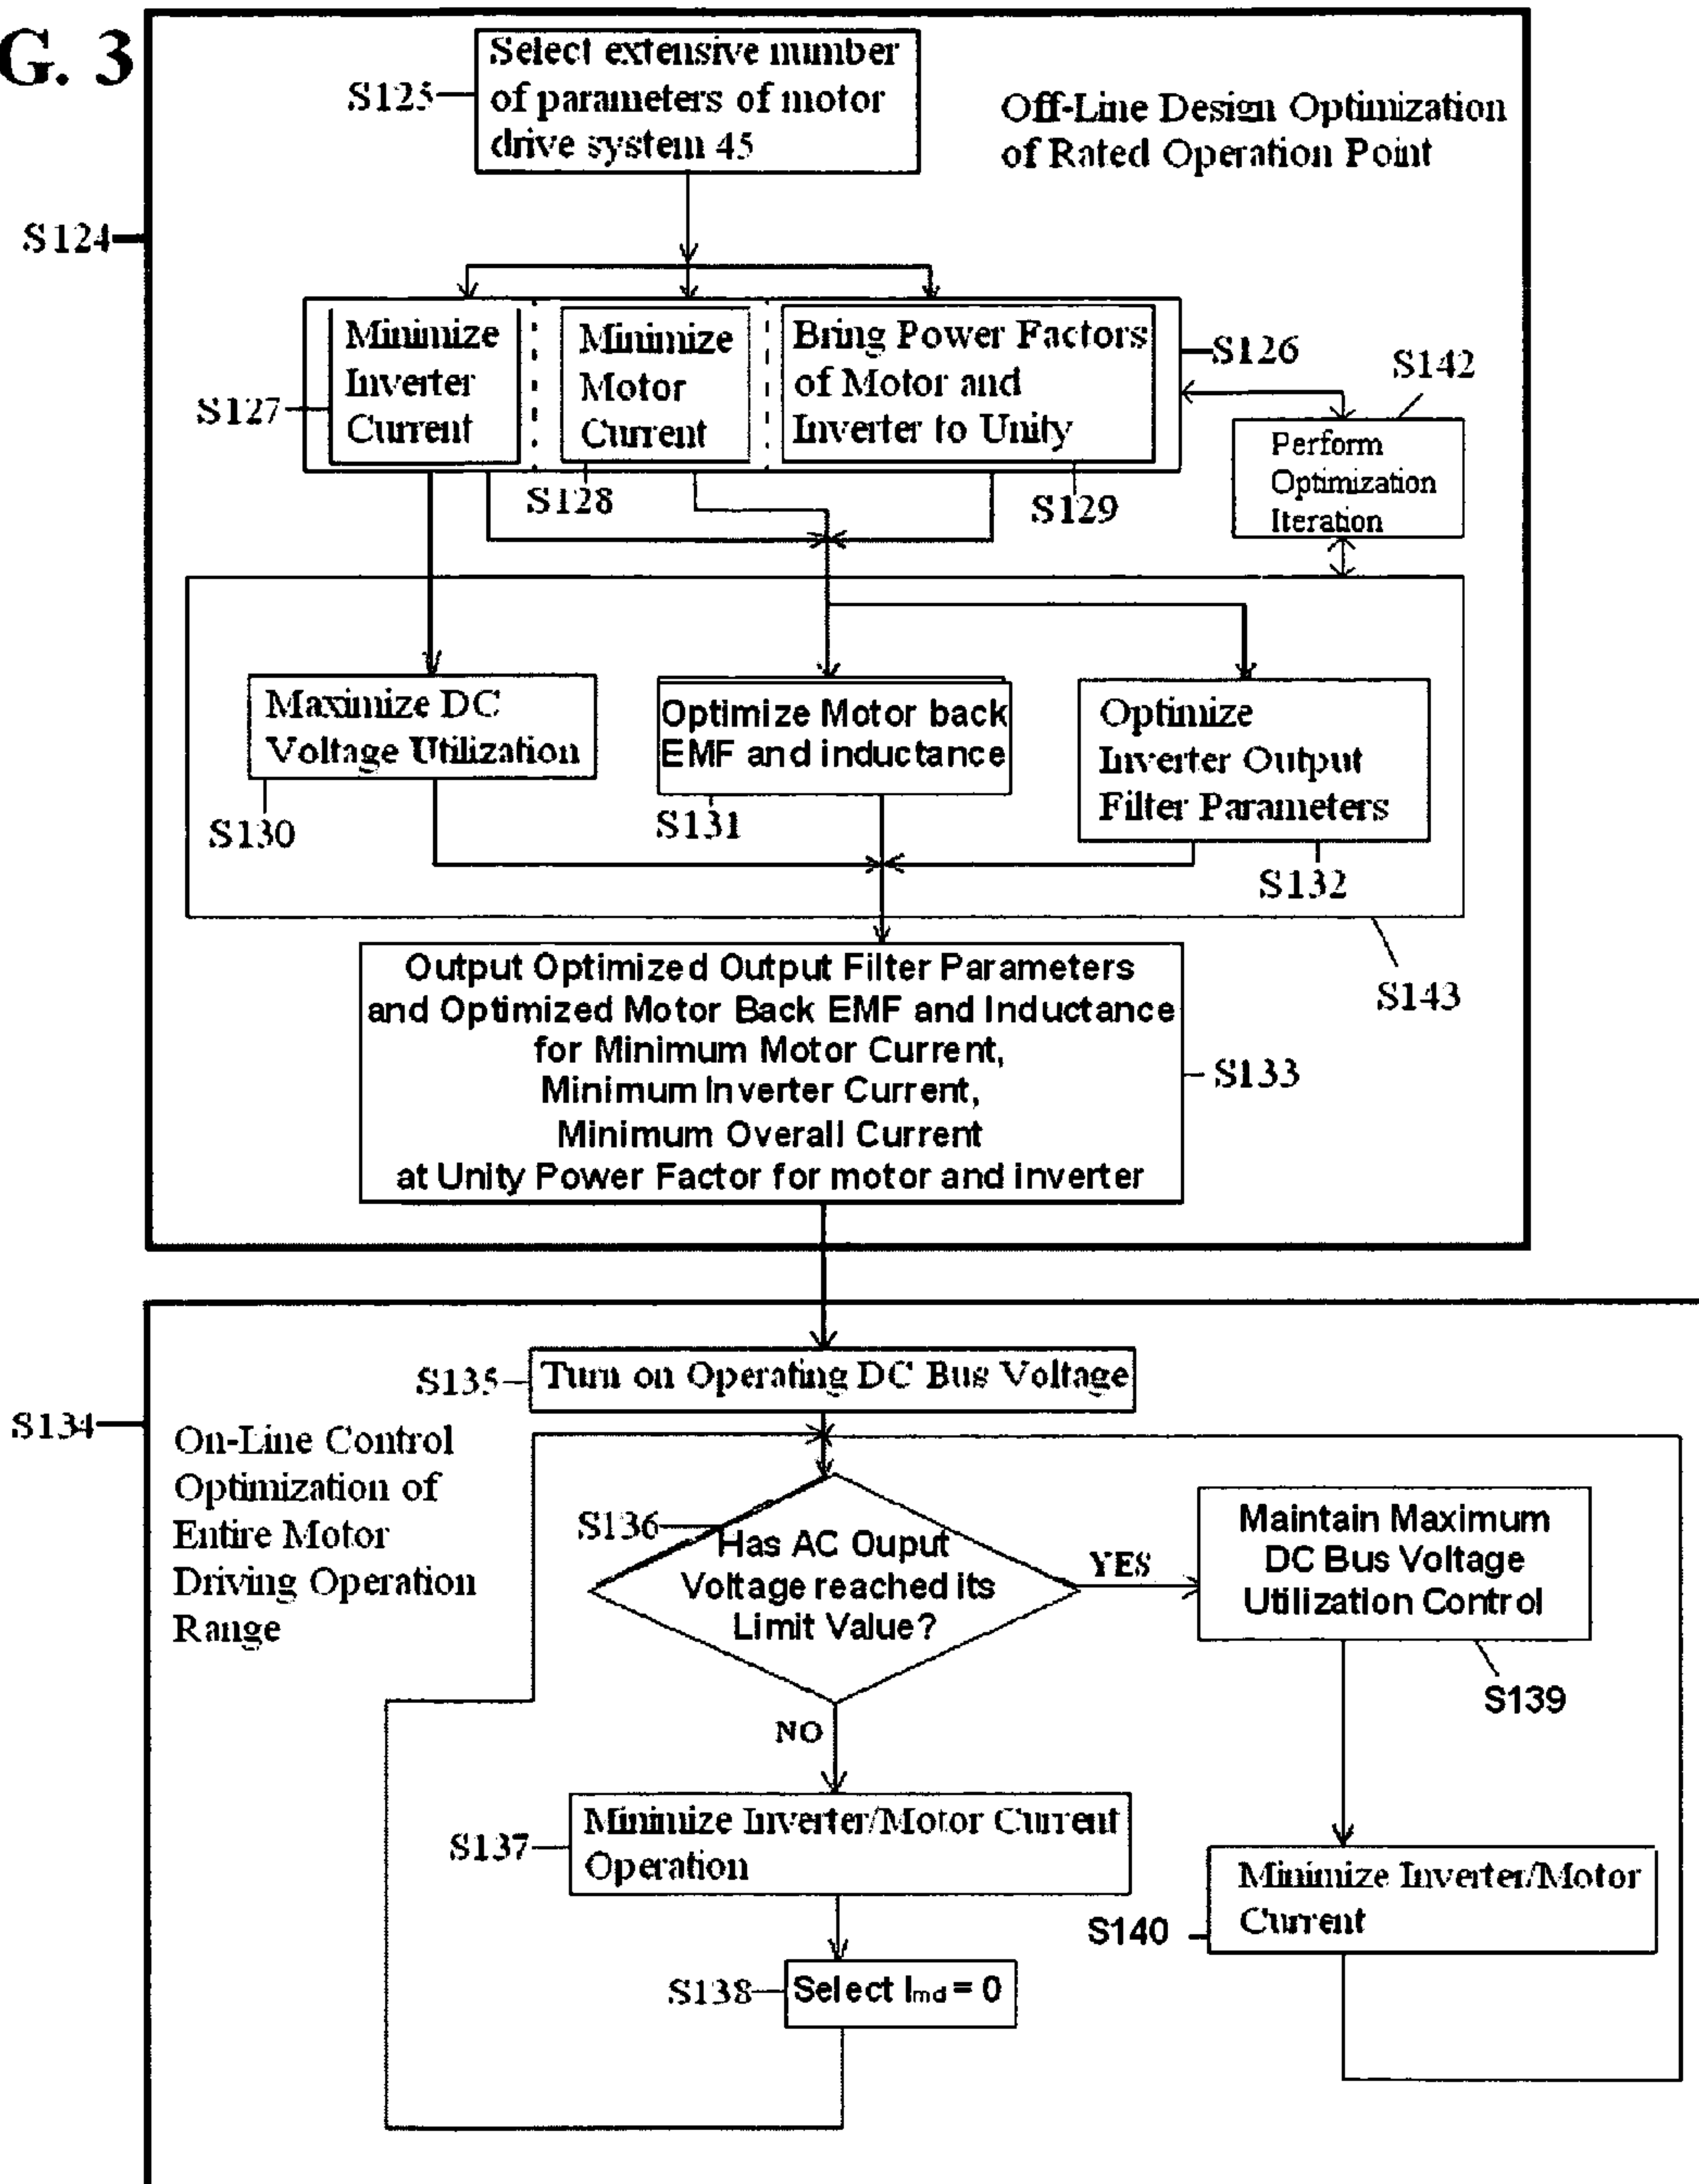 G. 3
Select extensive number
of parameters of motor
drive system 45
S125
Off-Line Design Optimization
of Rated Operation Point
S124
Minimize
Inverter
Current
Minimize
Motor
Current
Bring Power Factors
of Motor and
Inverter to Unity
S126
S142
S127
S128
S129
Perform
Optimization
Iteration
Maximize DC
Voltage Utilization
Optimize Motor back
EMF and inductance
Optimize
Inverter Output
Filter Parameters
S130
S131
S132
S143
Output Optimized Output Filter Parameters
and Optimized Motor Back EMF and Inductance
for Minimum Motor Current,
Minimum Inverter Current,
Minimum Overall Current
at Unity Power Factor for motor and inverter
S133
S135
Turn on Operating DC Bus Voltage
S134
On-Line Control
Optimization of
Entire Motor
Driving Operation
Range
S136
Has AC Ouput
Voltage reached its
Limit Value?
YES
Maintain Maximum
DC Bus Voltage
Utilization Control
S139
NO
S137
Minimize Inverter/Motor Current
Operation
Minimize Inverter/Motor
Current
S140
S138
Select Imd = 0